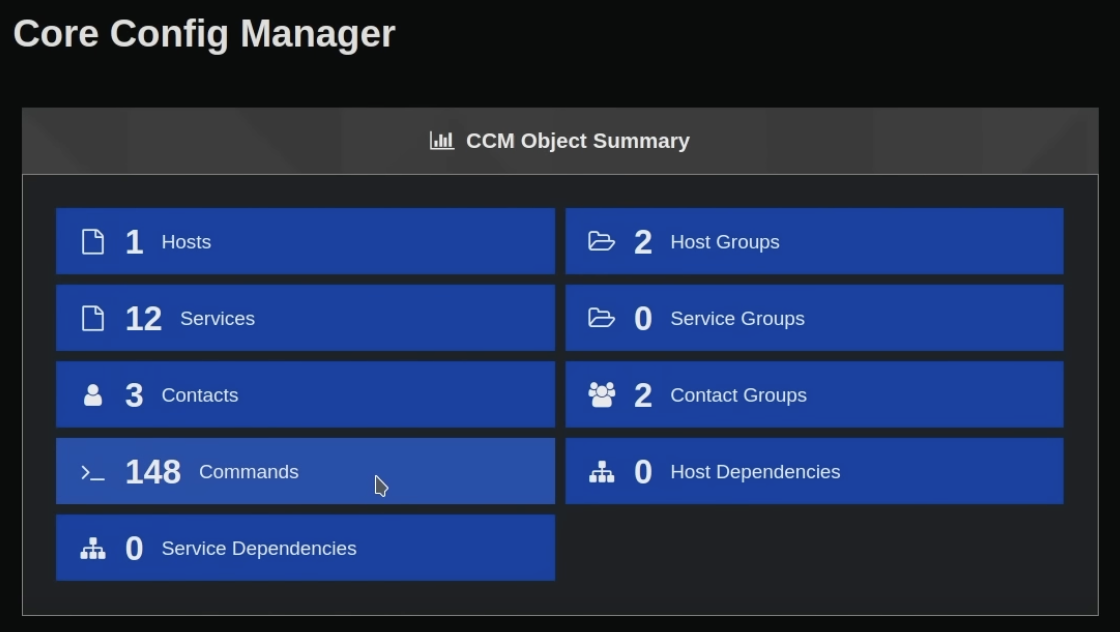 Core Config Manager
CCM Object Summary
1 Hosts
2 Host Groups
12 Services
0 Service Groups
3 Contacts
2 Contact Groups
148 Commands
0 Host Dependencies
0 Service Dependencies